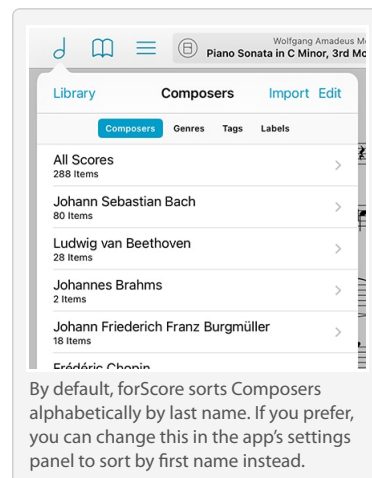 Wolfgang Amadeus
Piano Sonata in C Minor, 3rd
Library Composers Import Edit
Composers Genres Tags Labels
All Scores
288 Items
Johann Sebastian Bach
80 Items
Ludwig van Beethoven
28 Items
Johannes Brahms
2 Items
Johann Friederich Franz Burgmüller
18 Items
Frédéric Chopin
By default, forScore sorts Composers
alphabetically by last name. If you prefer,
you can change this in the app’s settings
panel to sort by first name instead.